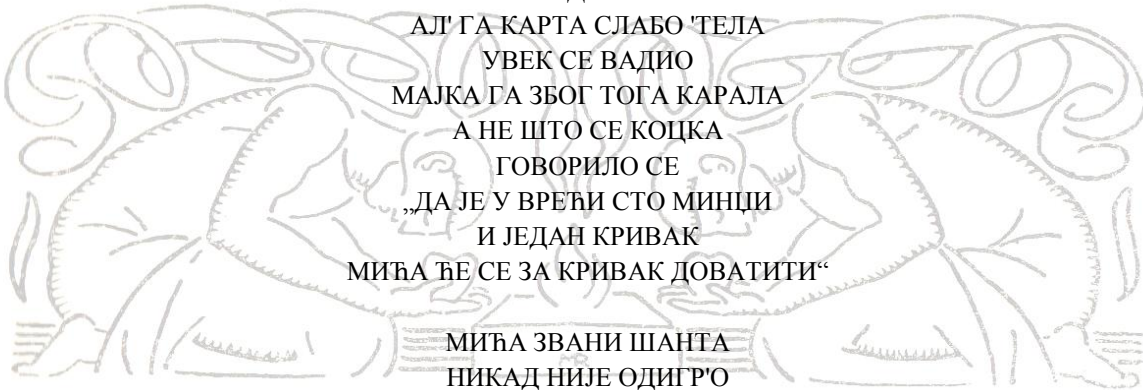 АЛ' ГА КАРТА СЛАБО 'ТЕЛА
УВЕК СЕ ВАДИО
МАЈКА ГА ЗБОГ ТОГА КАРАЛА
А НЕ ШТО СЕ КОЦКА
ГОВОРИЛО СЕ
„ДА ЈЕ У ВРЕЋИ СТО МИНЏИ
И ЈЕДАН КРИВАК
МИЋА ЋЕ СЕ ЗА КРИВАК ДОВАТИТИ“
МИЋА ЗВАНИ ШАНТА
НИКАД НИЈЕ ОДИГР'О